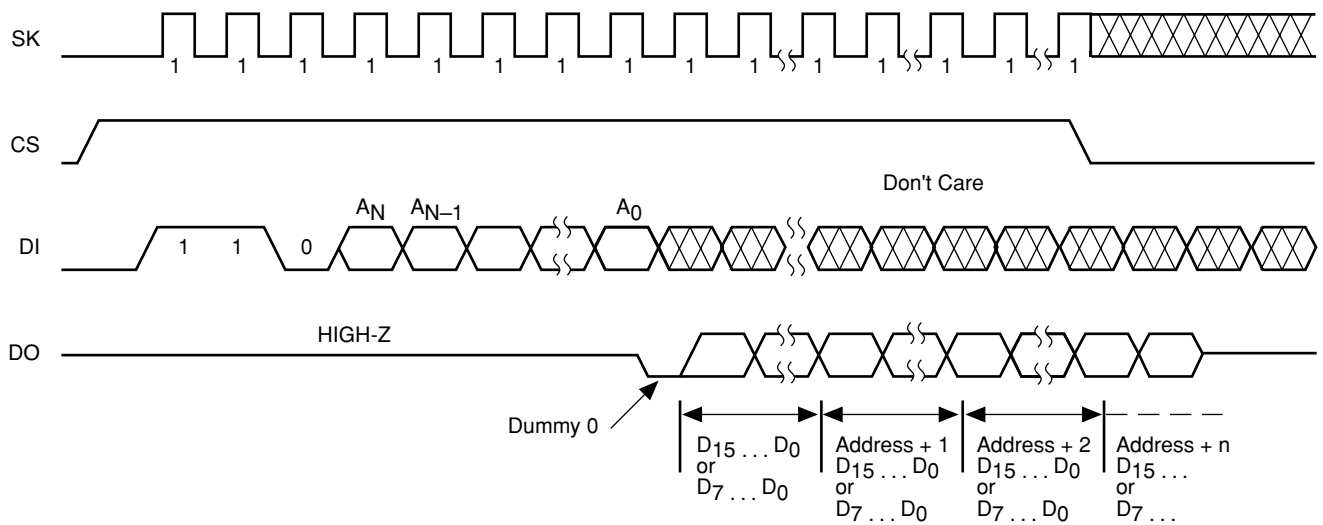 SK
1 1 1 1 1 1 1 1 1 1 1 1 1 1 1
CS
Don't Care
A_N A_N–1 A_0
DI
1 1 0
HIGH-Z
DO
Dummy 0
D15 . . . D0
or
D7 . . . D0
Address + 1
D15 . . . D0
or
D7 . . . D0
Address + 2
D15 . . . D0
or
D7 . . . D0
Address + n
D15 . . .
or
D7 . . .